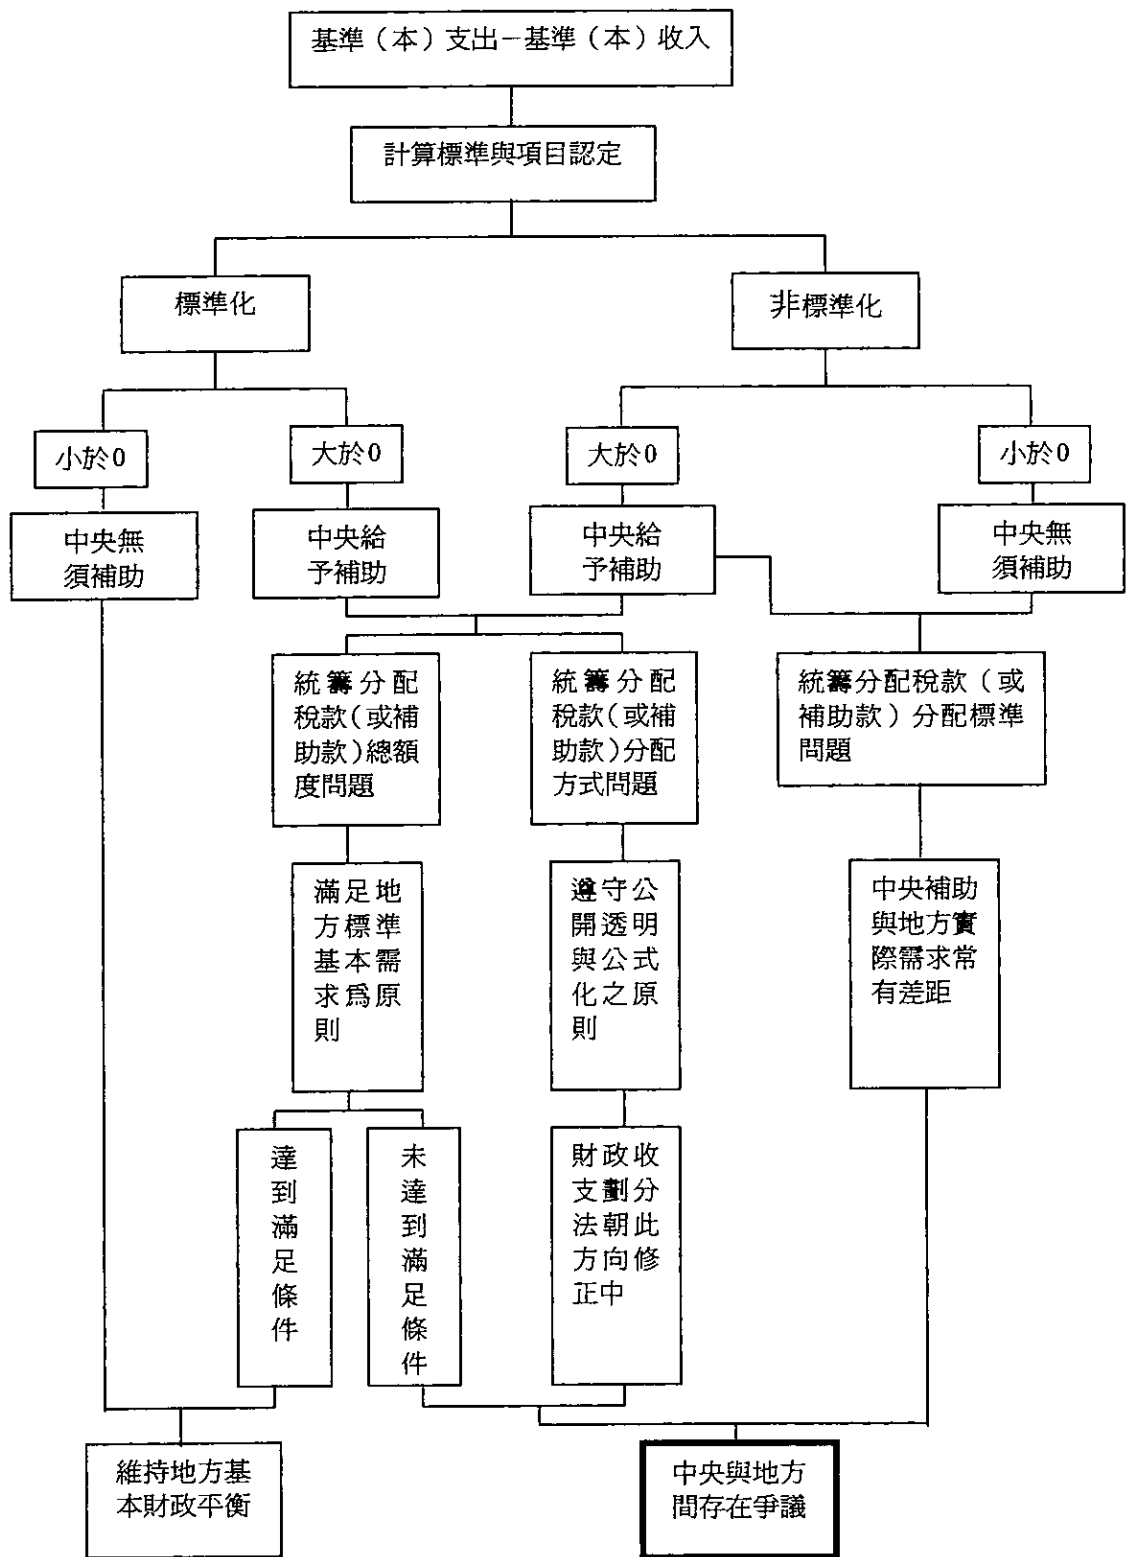 基準（本）支出－基準（本）收入
計算標準與項目認定
標準化
非標準化
小於0
大於0
大於0
小於0
中央無
須補助
中央給
予補助
中央給
予補助
中央無
須補助
統籌分配
稅款(或補
助款)總額
度問題
統籌分配
稅款(或補
助款)分配
方式問題
統籌分配稅款（或
補助款）分配標準
問題
滿足地
方標準
基本需
求爲原
則
遵守公
開透明
與公式
化之原
則
中央補助
與地方實
際需求常
有差距
達
到
滿
足
條
件
未
達
到
滿
足
條
件
財政收
支劃分
法朝此
方向修
正中
維持地方基
本財政平衡
中央與地方
間存在爭議